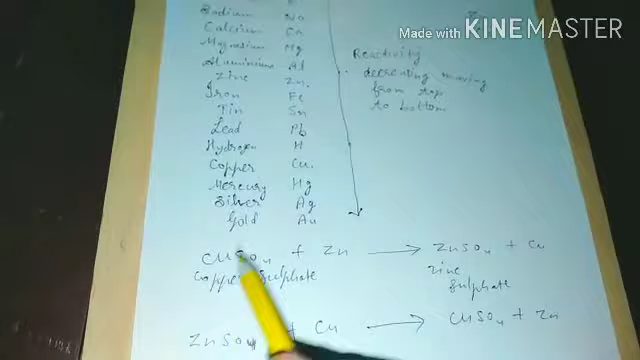 Made with KINEMASTER
Sodium Na
Calcium Ca
Magnesium Mg
Aluminium Al
Zinc Zn.
Iron Fe
Tin Sn
Lead Pb
Hydrogen H
Copper Cu.
Mercury Hg
Silver Ag
Gold Au
Reactivity
moving
from top
to bottom
CuSO4 + Zn → ZnSO4 + Cu
Copper Sulphate
Zinc
Sulphate
ZnSO4 + Cu → CuSO4 + Zn